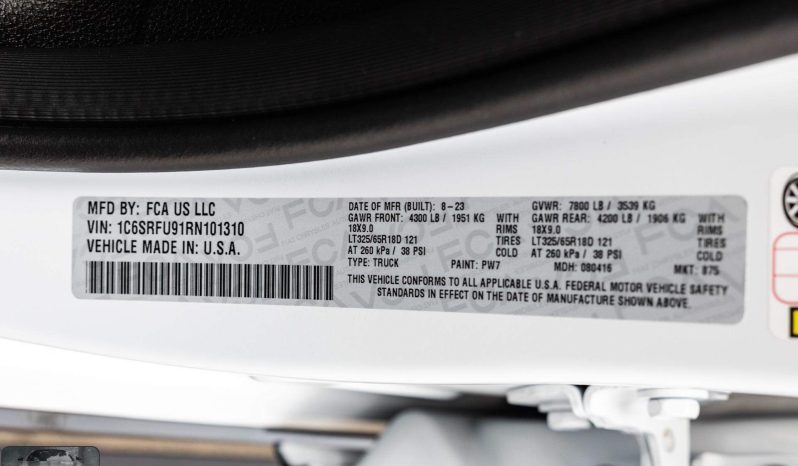 MFD BY: FCA US LLC
VIN: 1C6SRFU91RN101310
VEHICLE MADE IN: U.S.A.
DATE OF MFR (BUILT): 8-23 GVWR: 7800 LB / 3539 KG
GAWR FRONT: 4300 LB / 1951 KG WITH GAWR REAR: 4200 LB / 1906 KG WITH
18X9.0 RIMS 18X9.0 RIMS
LT325/65R18D 121 TIRES LT325/65R18D 121 TIRES
AT 260 kPa / 38 PSI COLD AT 260 kPa / 38 PSI COLD
TYPE: TRUCK PAINT: PW7 MDH: 080416 MKT: 875
THIS VEHICLE CONFORMS TO ALL APPLICABLE U.S.A. FEDERAL MOTOR VEHICLE SAFETY
STANDARDS IN EFFECT ON THE DATE OF MANUFACTURE SHOWN ABOVE.